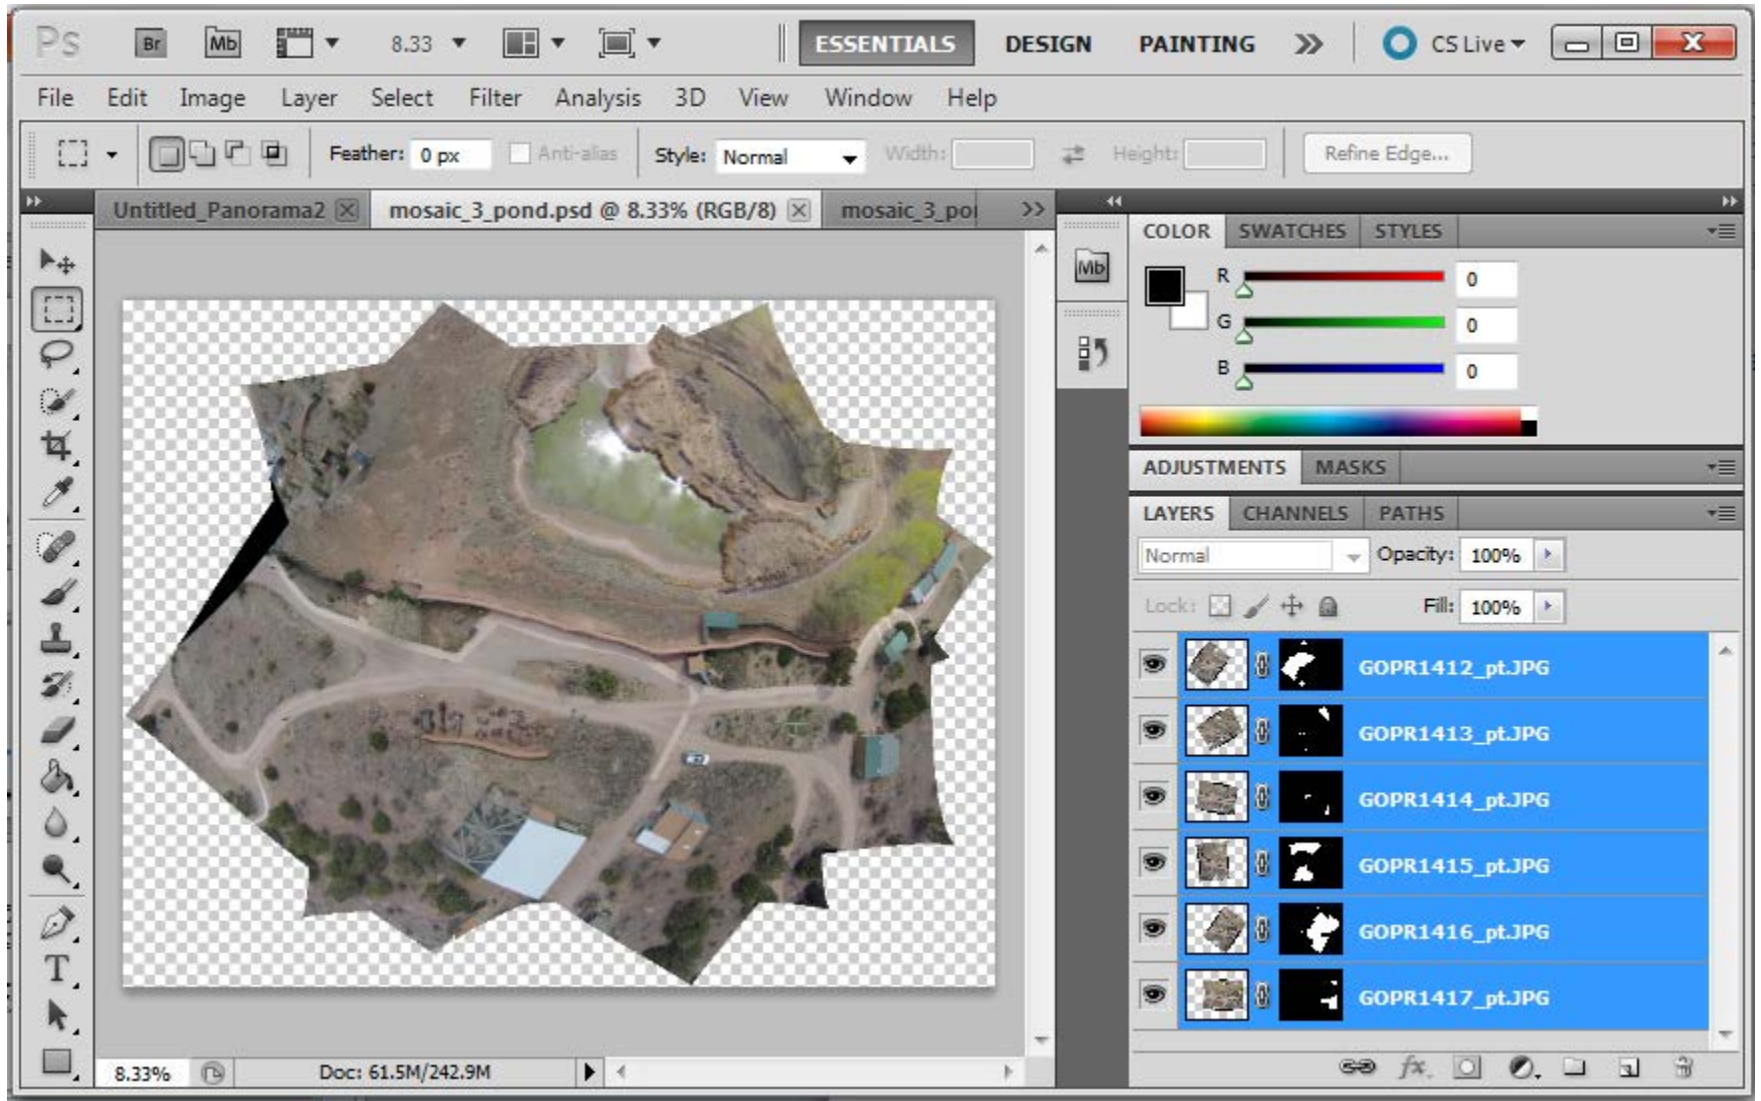 Ps Br Mb 8.33 ESSENTIALS DESIGN PAINTING CS Live
File Edit Image Layer Select Filter Analysis 3D View Window Help
Feather: 0 px Anti-alias Style: Normal Width: Height: Refine Edge...
Untitled_Panorama2 mosaic_3_pond.psd @ 8.33% (RGB/8) mosaic_3_po
Mb
COLOR SWATCHES STYLES
R 0
G 0
B 0
ADJUSTMENTS MASKS
LAYERS CHANNELS PATHS
Normal Opacity: 100%
Lock: Fill: 100%
GOPR1412_pt.JPG
GOPR1413_pt.JPG
GOPR1414_pt.JPG
GOPR1415_pt.JPG
GOPR1416_pt.JPG
GOPR1417_pt.JPG
T
fx.
8.33% Doc: 61.5M/242.9M